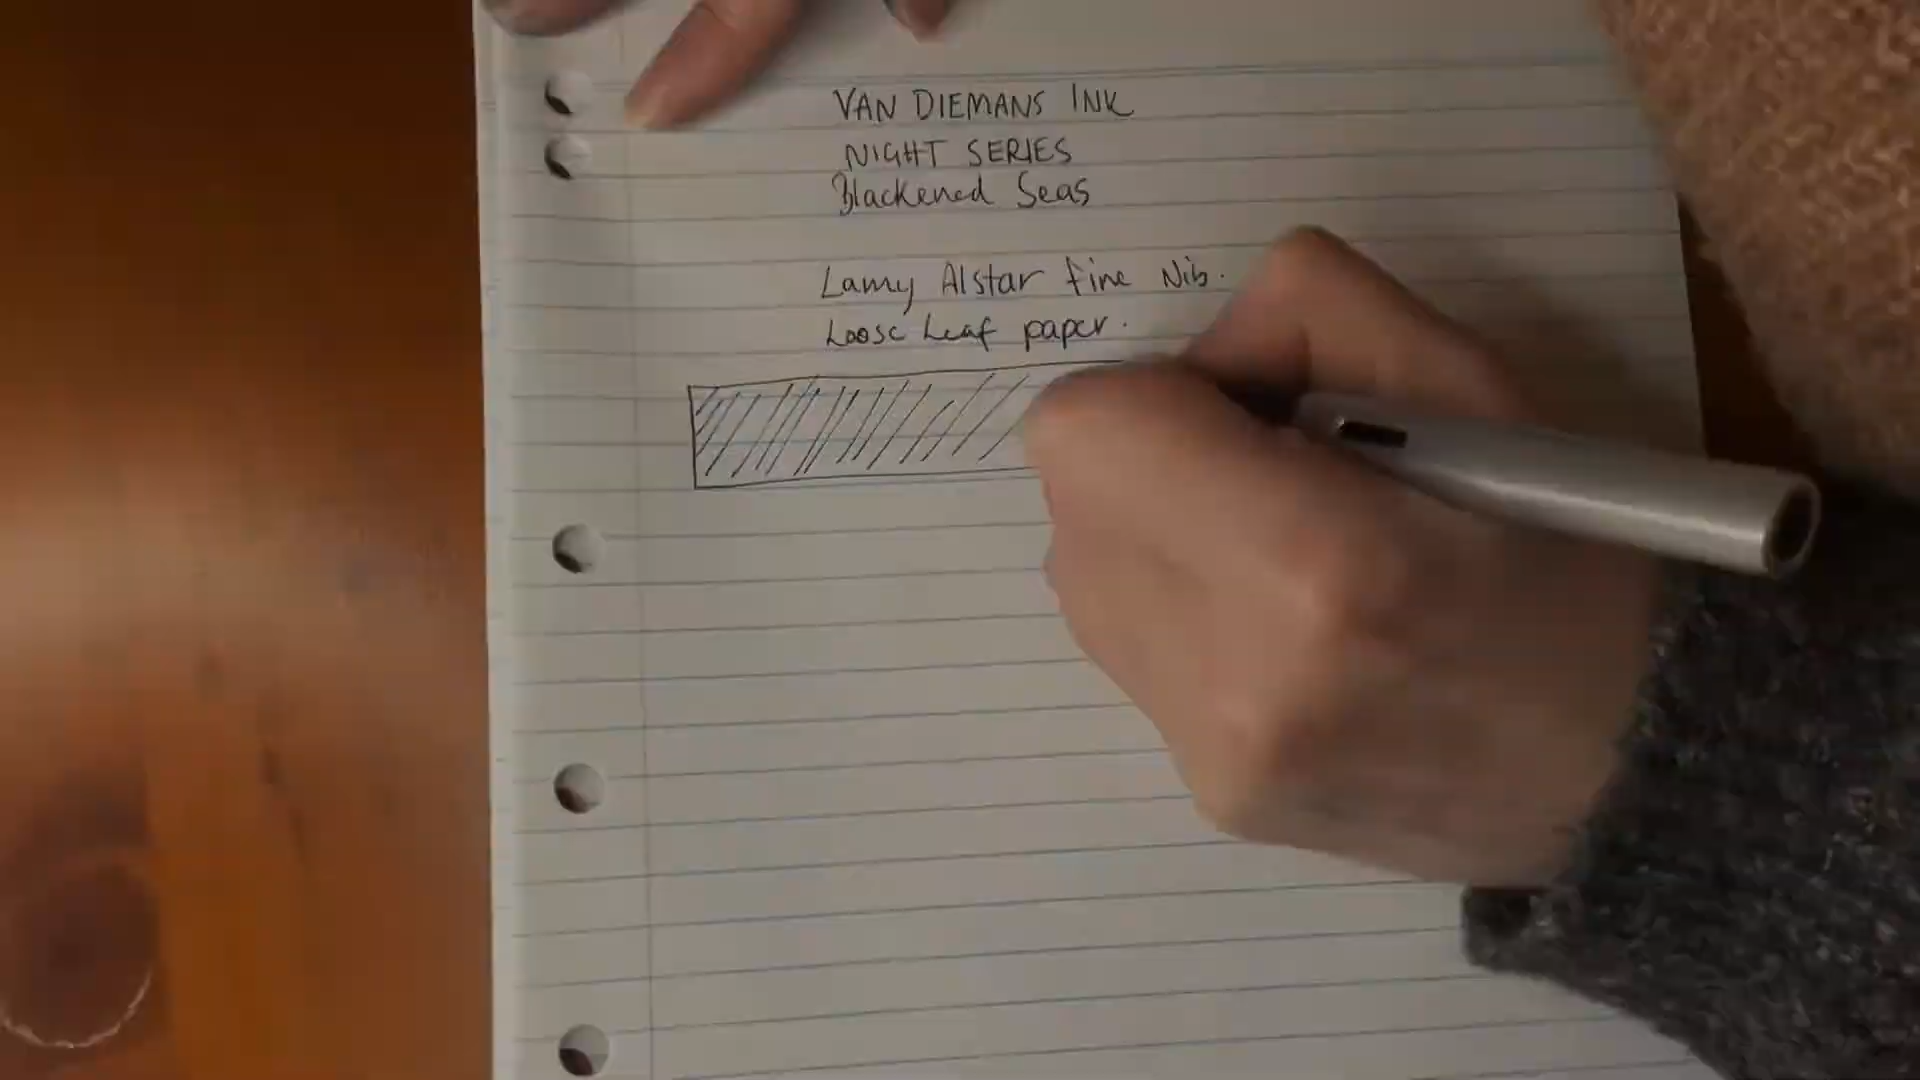 VAN DIEMANS INK
NIGHT SERIES
Blackened Seas
Lamy Alstar fine Nib.
Loose Leaf paper.